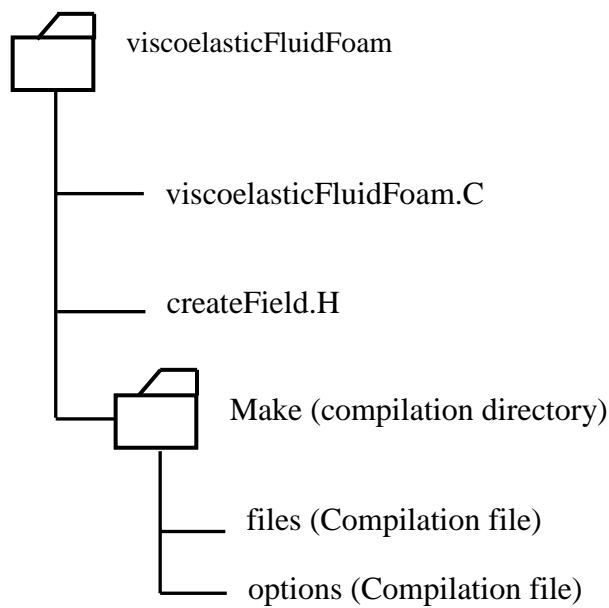 viscoelasticFluidFoam
viscoelasticFluidFoam.C
createField.H
Make (compilation directory)
files (Compilation file)
options (Compilation file)